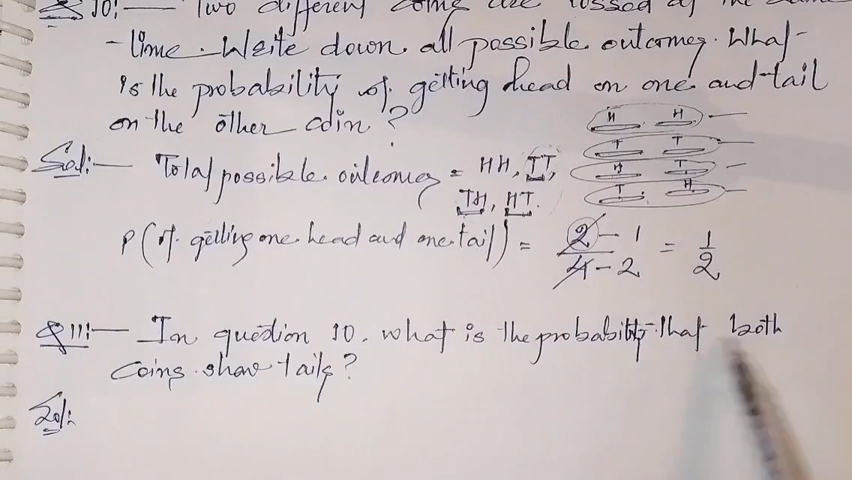 Q 10:— Two different coins are tossed at the same
-time. Write down all possible outcomes. What-
is the probability of getting head on one and tail
on the other coin?
H H
T T
H T
T H
Sol:— Total possible outcomes = HH, TT,
TH, HT.
P (of getting one head and one tail) = 2 - 1 / 4 - 2 = 1/2
Q 11:— In question 10, what is the probability that both
coins show tails?
Sol: